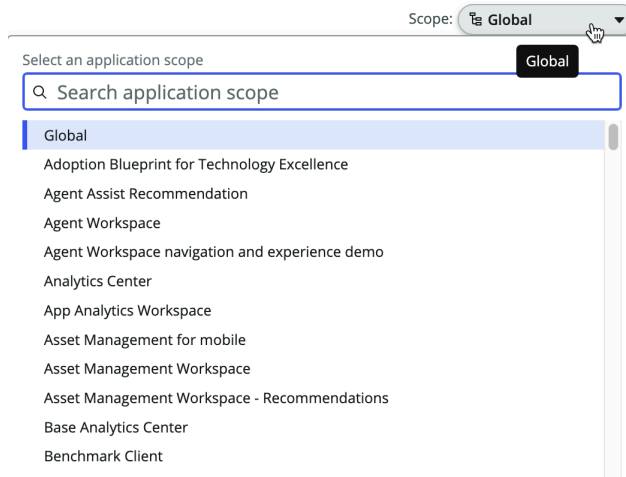 Scope: Global
Select an application scope
Global
Search application scope
Global
Adoption Blueprint for Technology Excellence
Agent Assist Recommendation
Agent Workspace
Agent Workspace navigation and experience demo
Analytics Center
App Analytics Workspace
Asset Management for mobile
Asset Management Workspace
Asset Management Workspace - Recommendations
Base Analytics Center
Benchmark Client